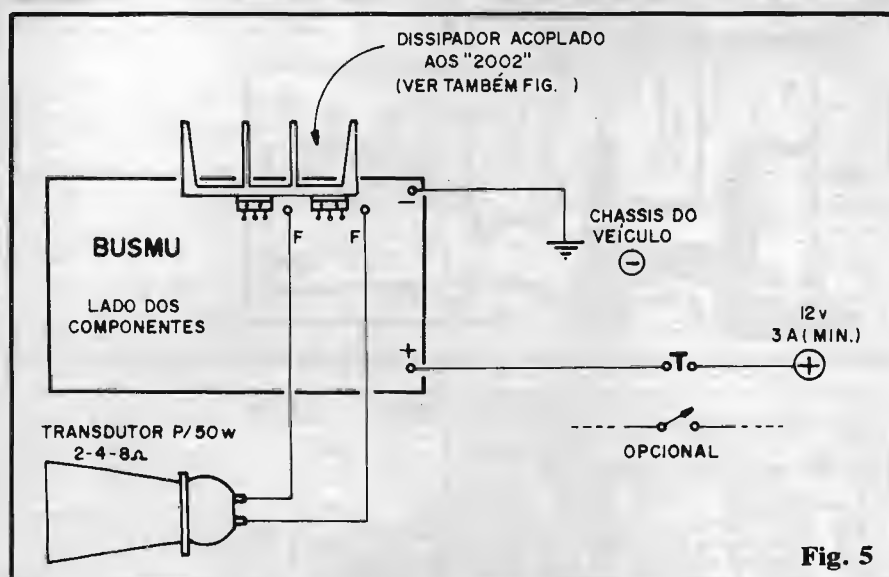 DISSIPADOR ACOPLADO
AOS "2002"
(VER TAMBÉM FIG. )
BUSMU
LADO DOS
COMPONENTES
F
F
−
+
CHASSIS DO
VEÍCULO
−
12v
3A (MIN.)
+
OPCIONAL
TRANSDUTOR P/50w
2-4-8Ω
Fig. 5